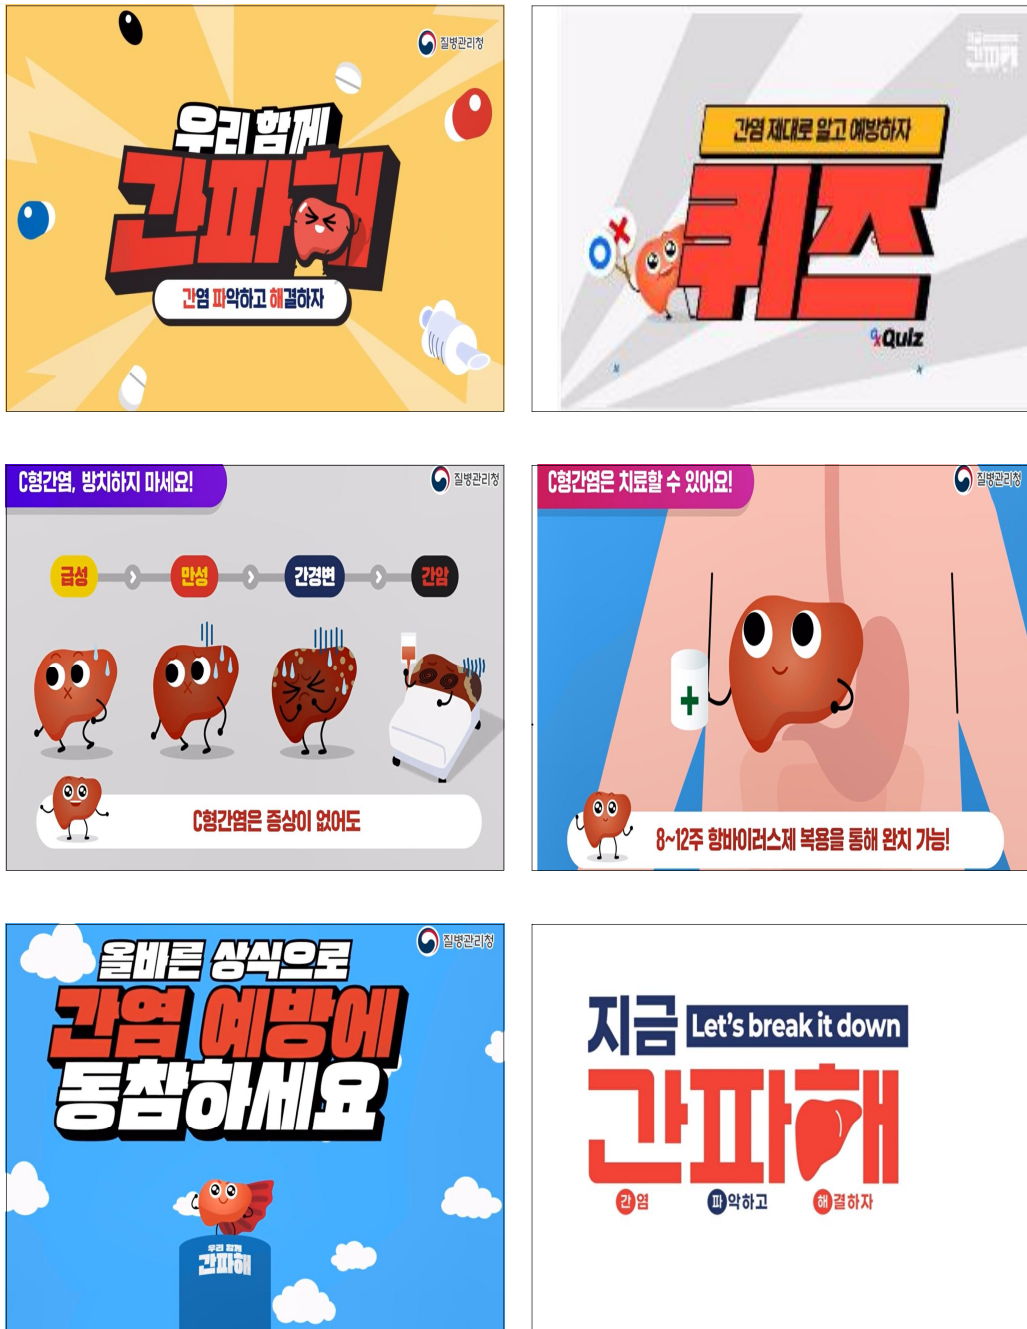 질병관리청
우리 함께
간파해
간염 파악하고 해결하자
간파해
간염 제대로 알고 예방하자
퀴즈
OX Quiz
C형간염, 방치하지 마세요!
질병관리청
급성
만성
간경변
간암
C형간염은 증상이 없어도
C형간염은 치료할 수 있어요!
질병관리청
8~12주 항바이러스제 복용을 통해 완치 가능!
질병관리청
올바른 상식으로
간염 예방에
동참하세요
우리 함께
간파해
지금 Let's break it down
간파해
간염 파악하고 해결하자